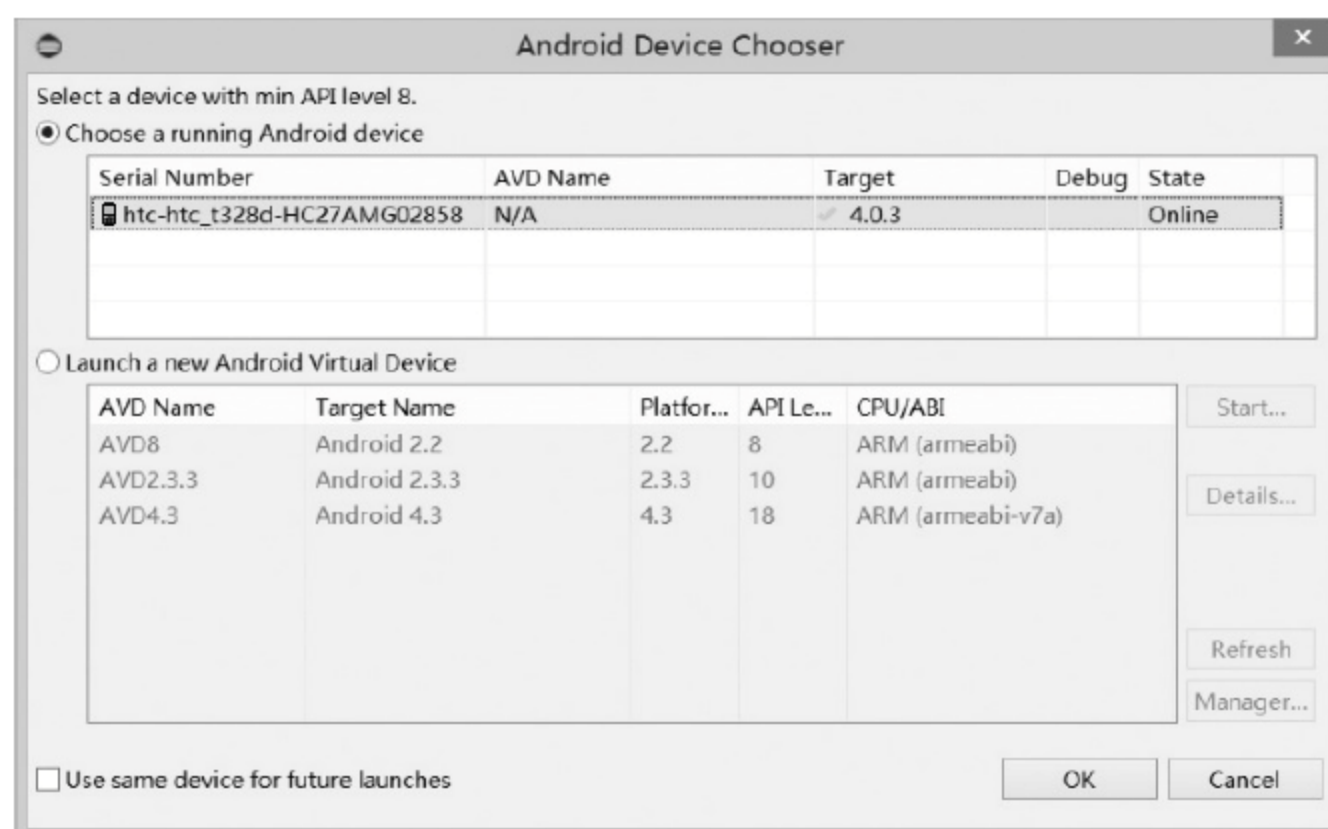 Android Device Chooser
×
Select a device with min API level 8.
Choose a running Android device
Serial Number AVD Name Target Debug State
htc-htc_t328d-HC27AMG02858 N/A 4.0.3 Online
Launch a new Android Virtual Device
AVD Name Target Name Platfor... API Le... CPU/ABI Start...
AVD8 Android 2.2 2.2 8 ARM (armeabi)
AVD2.3.3 Android 2.3.3 2.3.3 10 ARM (armeabi) Details...
AVD4.3 Android 4.3 4.3 18 ARM (armeabi-v7a)
Refresh
Manager...
Use same device for future launches OK Cancel